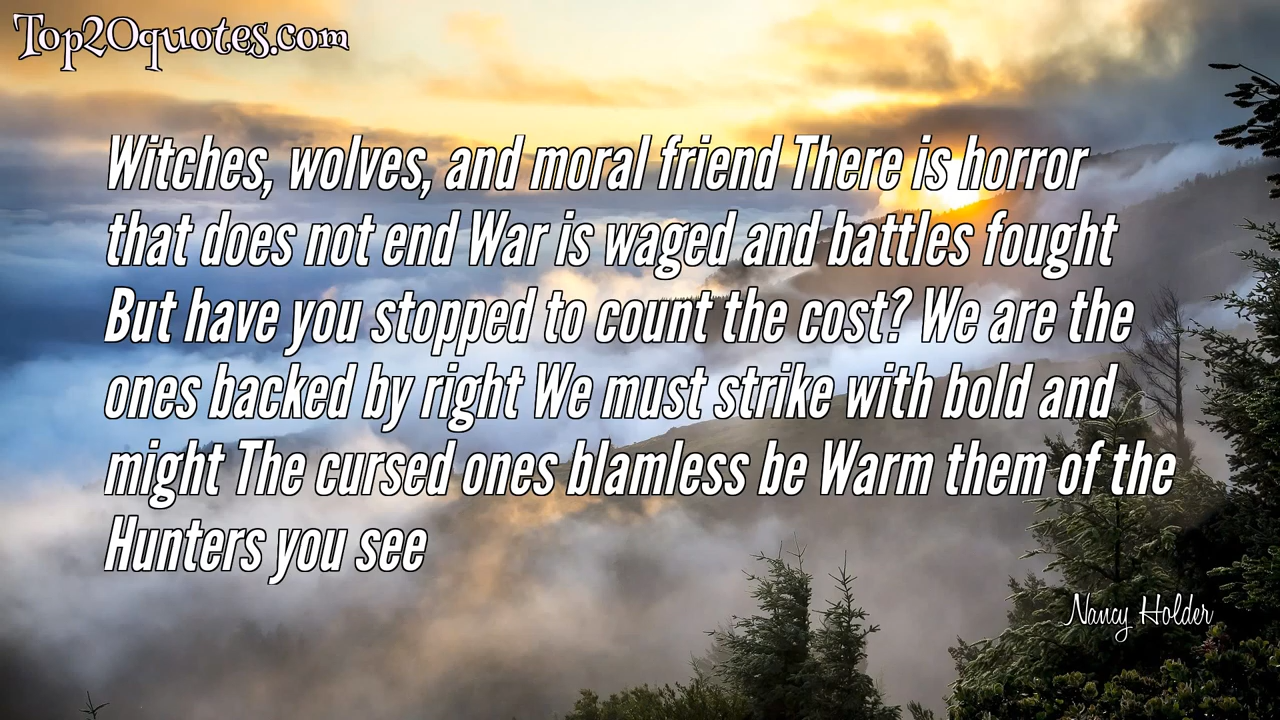 Top20quotes.com
Witches, wolves, and moral friend There is horror
that does not end War is waged and battles fought
But have you stopped to count the cost? We are the
ones backed by right We must strike with bold and
might The cursed ones blamless be Warm them of the
Hunters you see
Nancy Holder